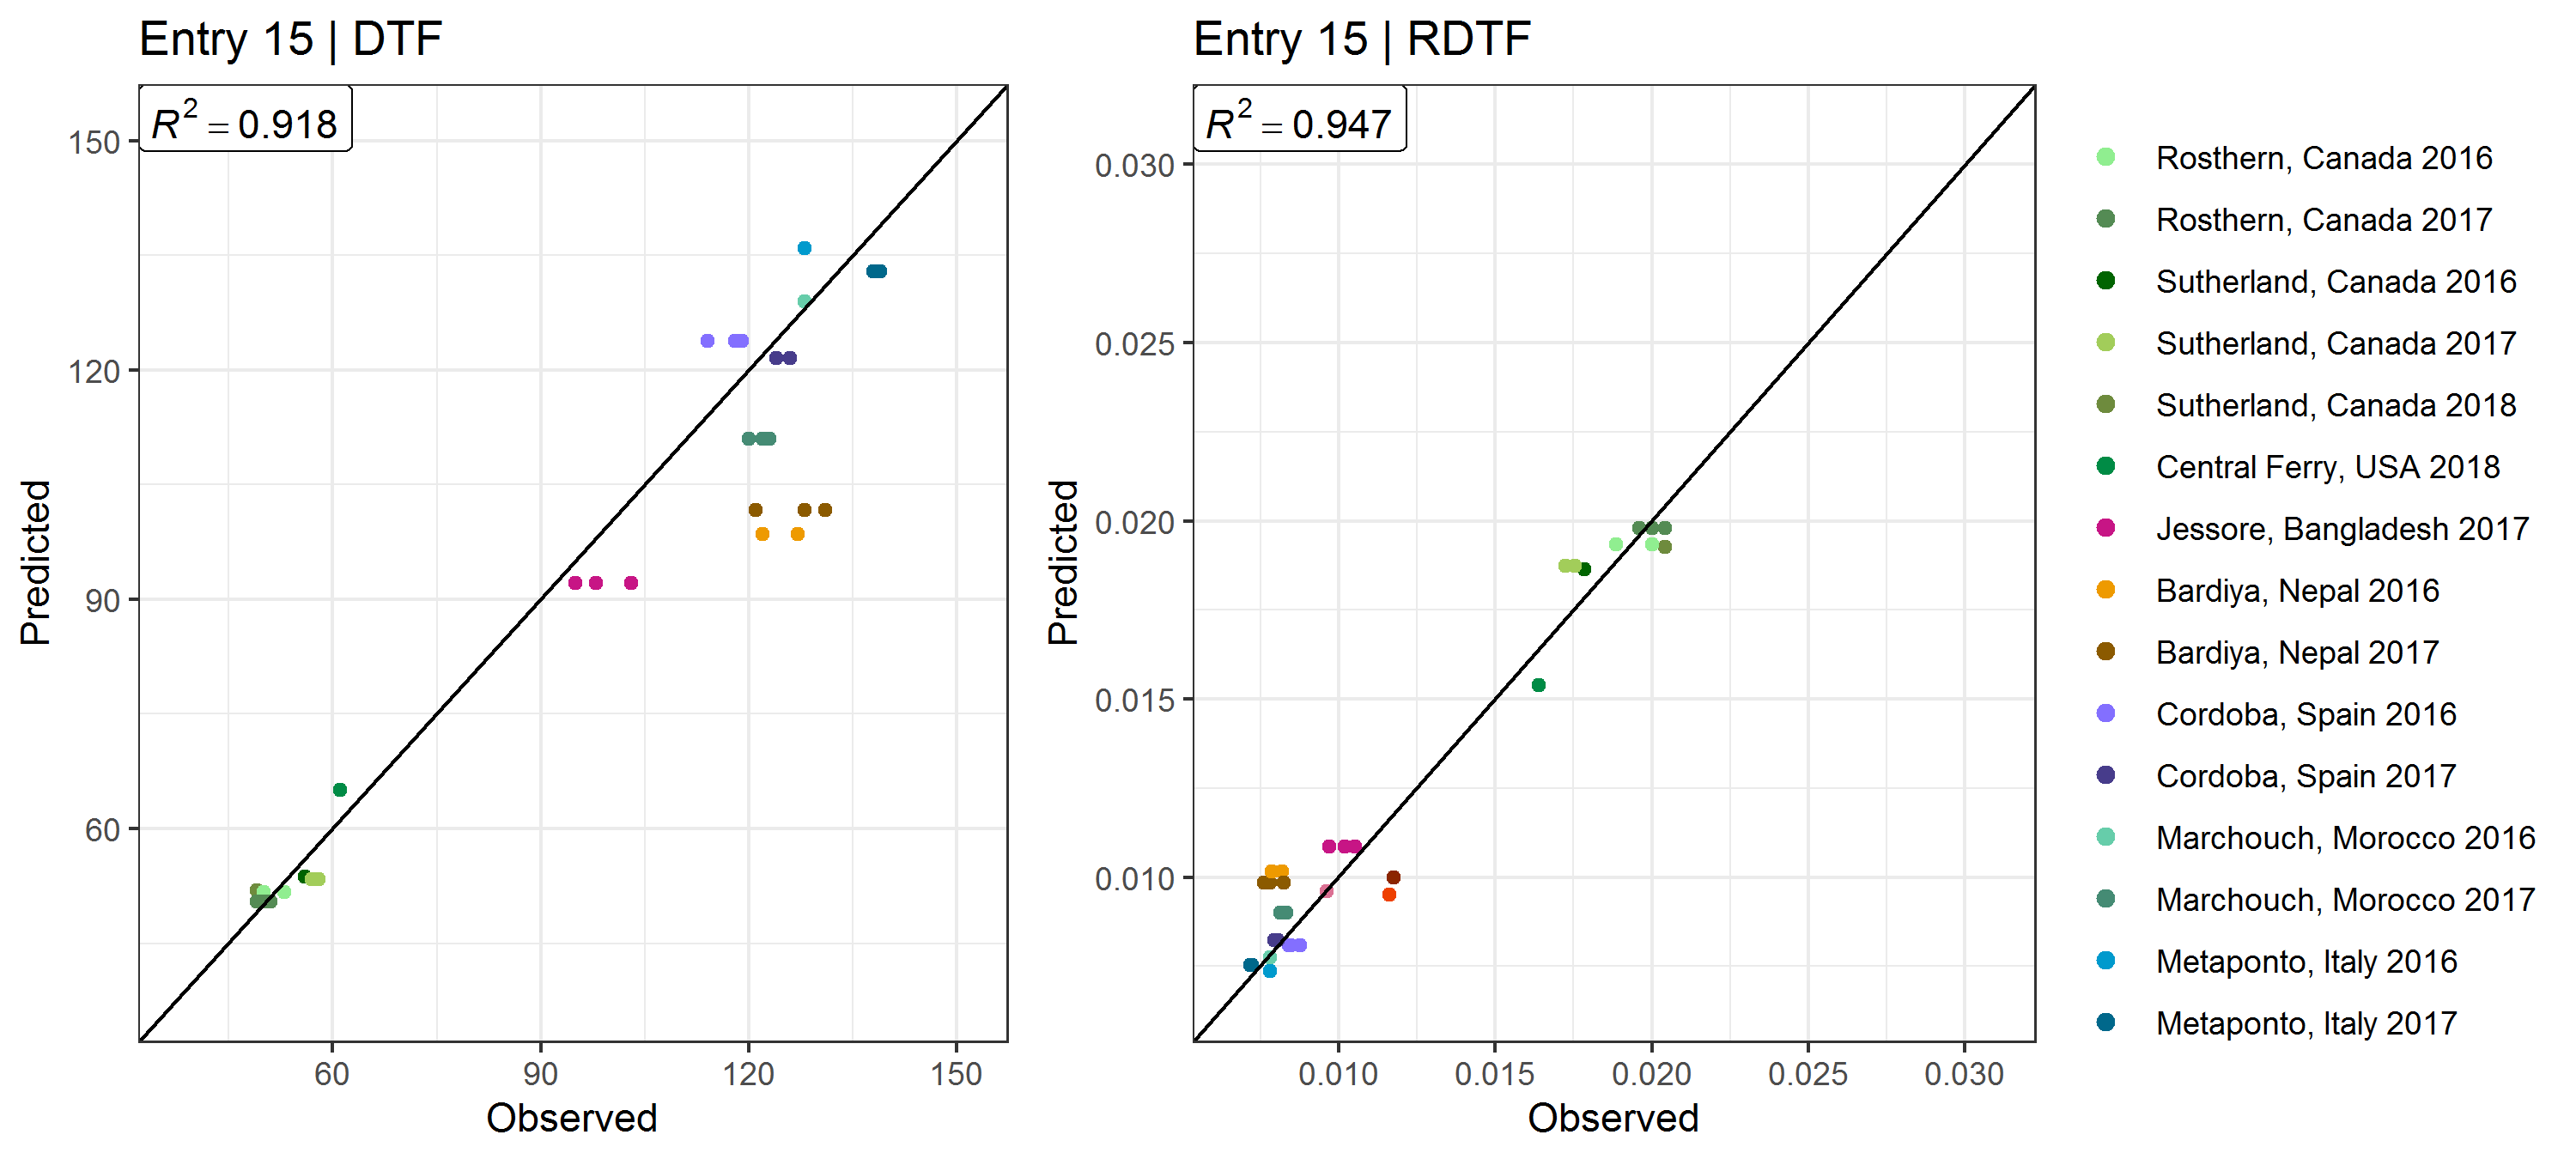 Entry 15 | DTF
R² = 0.918
150
120
90
60
Predicted
60 90 120 150
Observed
Entry 15 | RDTF
R² = 0.947
0.030
0.025
0.020
0.015
0.010
Predicted
0.010 0.015 0.020 0.025 0.030
Observed
Rosthern, Canada 2016
Rosthern, Canada 2017
Sutherland, Canada 2016
Sutherland, Canada 2017
Sutherland, Canada 2018
Central Ferry, USA 2018
Jessore, Bangladesh 2017
Bardiya, Nepal 2016
Bardiya, Nepal 2017
Cordoba, Spain 2016
Cordoba, Spain 2017
Marchouch, Morocco 2016
Marchouch, Morocco 2017
Metaponto, Italy 2016
Metaponto, Italy 2017